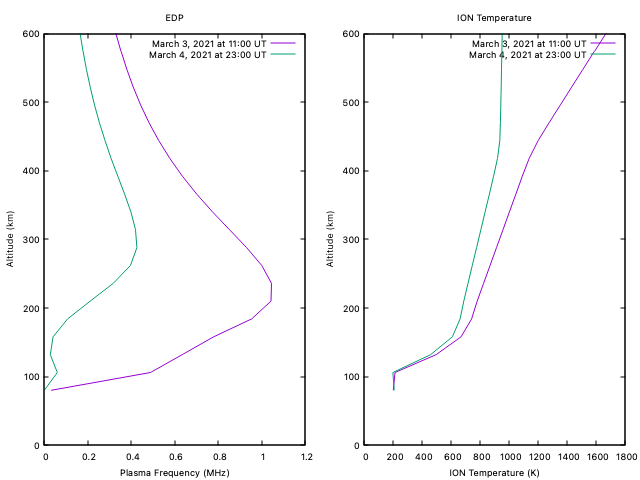 EDP
March 3, 2021 at 11:00 UT
March 4, 2021 at 23:00 UT
600
500
400
300
200
100
0
Altitude (km)
0 0.2 0.4 0.6 0.8 1 1.2
Plasma Frequency (MHz)
ION Temperature
March 3, 2021 at 11:00 UT
March 4, 2021 at 23:00 UT
600
500
400
300
200
100
0
Altitude (km)
0 200 400 600 800 1000 1200 1400 1600 1800
ION Temperature (K)